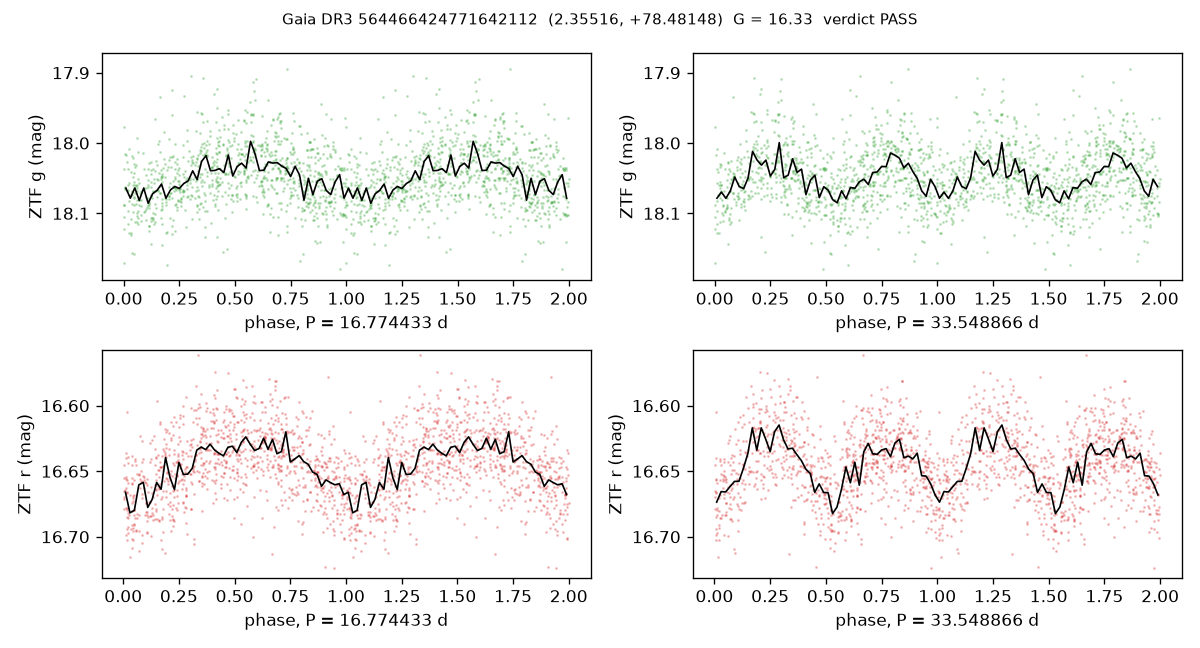 Gaia DR3 564466424771642112  (2.35516, +78.48148)  G = 16.33  verdict PASS
ZTF g (mag)
17.9
18.0
18.1
0.00 0.25 0.50 0.75 1.00 1.25 1.50 1.75 2.00
phase, P = 16.774433 d
ZTF g (mag)
17.9
18.0
18.1
0.00 0.25 0.50 0.75 1.00 1.25 1.50 1.75 2.00
phase, P = 33.548866 d
ZTF r (mag)
16.60
16.65
16.70
0.00 0.25 0.50 0.75 1.00 1.25 1.50 1.75 2.00
phase, P = 16.774433 d
ZTF r (mag)
16.60
16.65
16.70
0.00 0.25 0.50 0.75 1.00 1.25 1.50 1.75 2.00
phase, P = 33.548866 d